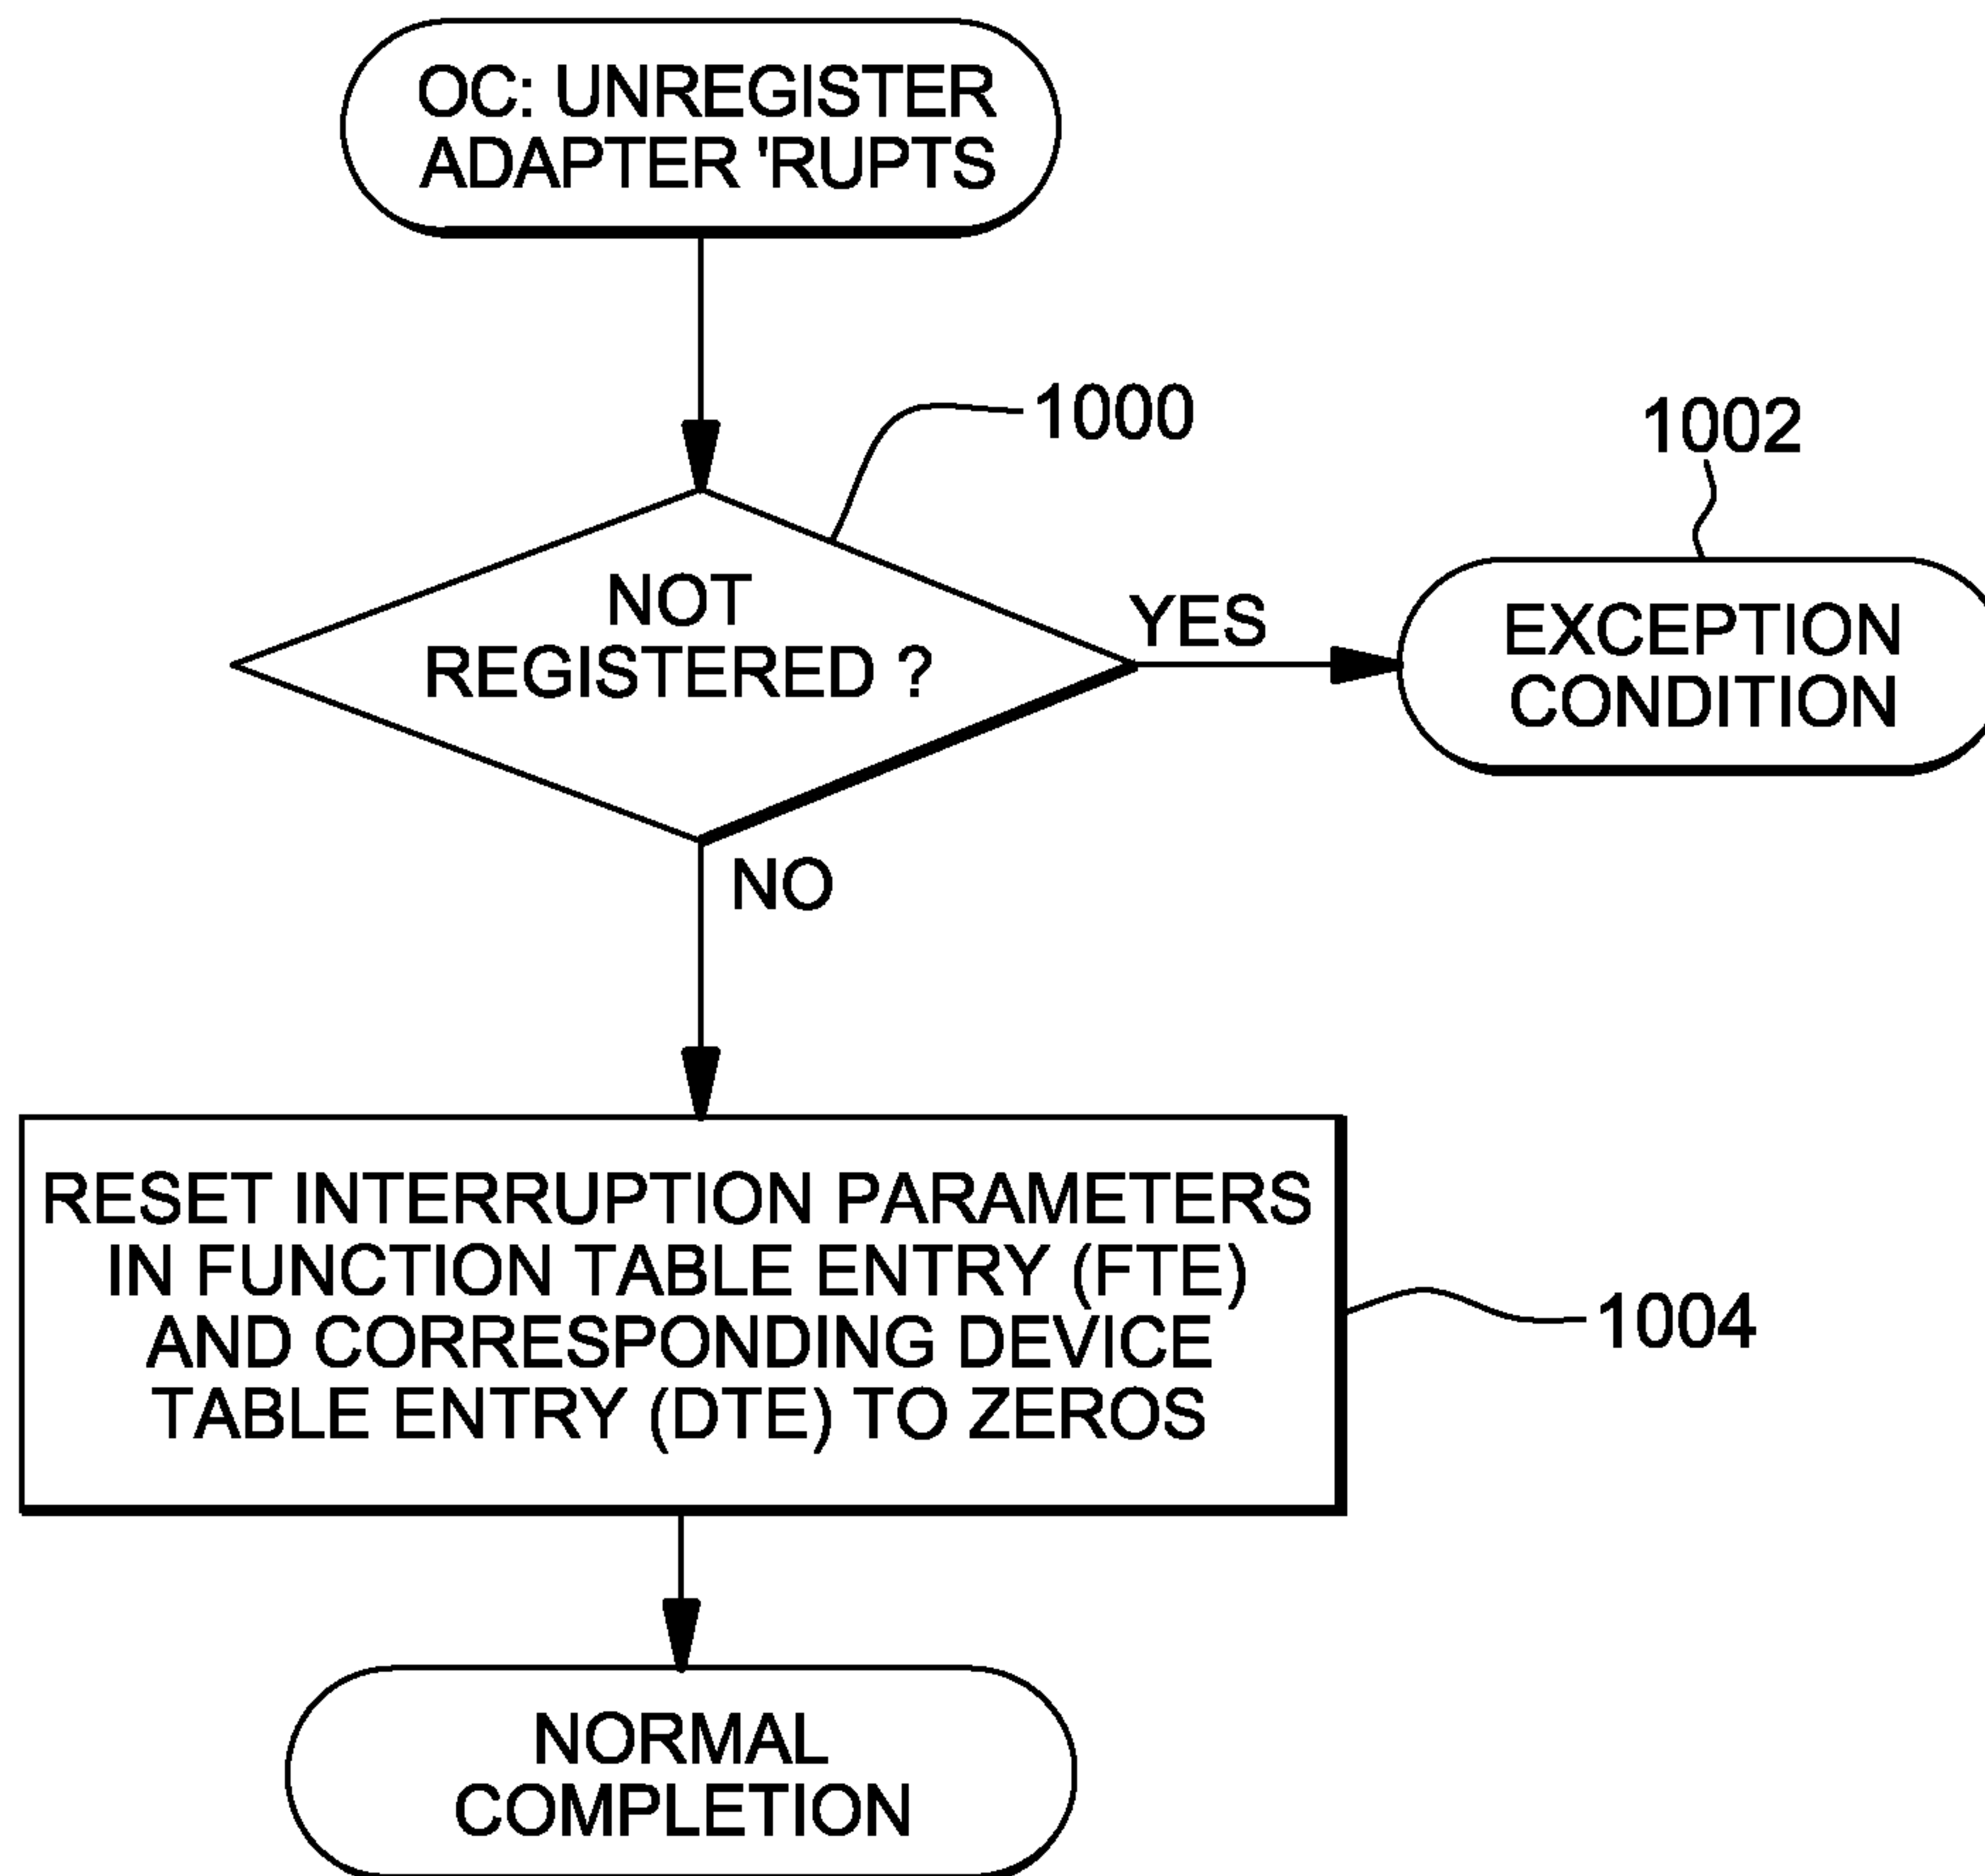 OC: UNREGISTER
ADAPTER 'RUPTS
1000
1002
NOT
REGISTERED ?
YES
EXCEPTION
CONDITION
NO
RESET INTERRUPTION PARAMETERS
IN FUNCTION TABLE ENTRY (FTE)
AND CORRESPONDING DEVICE
TABLE ENTRY (DTE) TO ZEROS
1004
NORMAL
COMPLETION